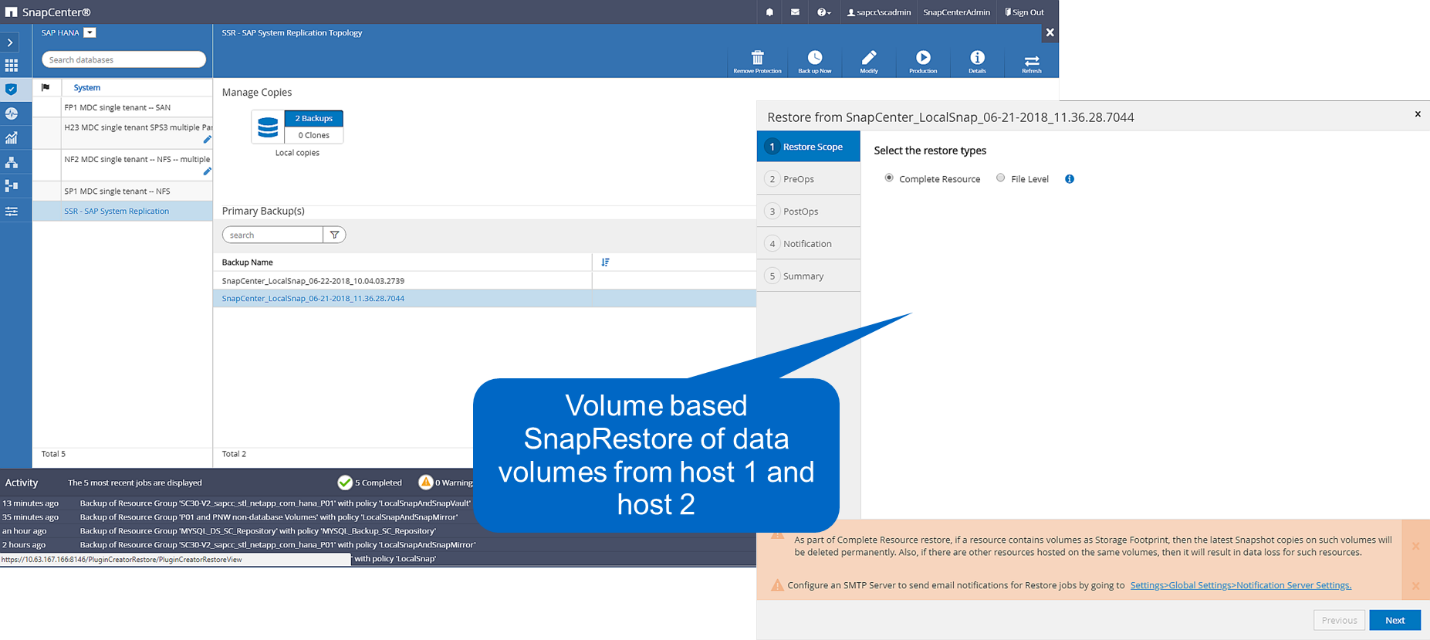 SnapCenter®
sapcc\scadmin SnapCenterAdmin Sign Out
SAP HANA
SSR - SAP System Replication Topology
Search databases
Remove Protection Back up Now Modify Production Details Refresh
System
FP1 MDC single tenant -- SAN
H23 MDC single tenant SPS3 multiple Par
NF2 MDC single tenant -- NFS -- multiple
SP1 MDC single tenant -- NFS
SSR - SAP System Replication
Total 5
Manage Copies
2 Backups
0 Clones
Local copies
Primary Backup(s)
search
Backup Name
SnapCenter_LocalSnap_06-22-2018_10.04.03.2739
SnapCenter_LocalSnap_06-21-2018_11.36.28.7044
Total 2
Restore from SnapCenter_LocalSnap_06-21-2018_11.36.28.7044
1 Restore Scope
2 PreOps
3 PostOps
4 Notification
5 Summary
Select the restore types
Complete Resource File Level
Volume based
SnapRestore of data
volumes from host 1 and
host 2
As part of Complete Resource restore, if a resource contains volumes as Storage Footprint, then the latest Snapshot copies on such volumes will
be deleted permanently. Also, if there are other resources hosted on the same volumes, then it will result in data loss for such resources.
Configure an SMTP Server to send email notifications for Restore jobs by going to Settings>Global Settings>Notification Server Settings.
Previous Next
Activity The 5 most recent jobs are displayed 5 Completed 0 Warning
13 minutes ago Backup of Resource Group 'SC30-V2_sapcc_stl_netapp_com_hana_P01' with policy 'LocalSnapAndSnapVault'
35 minutes ago Backup of Resource Group 'P01 and PNW non-database Volumes' with policy 'LocalSnapAndSnapMirror'
an hour ago Backup of Resource Group 'MYSQL_DS_SC_Repository' with policy 'MYSQL_Backup_SC_Repository'
2 hours ago Backup of Resource Group 'SC30-V2_sapcc_stl_netapp_com_hana_P01' with policy 'LocalSnapAndSnapMirror'
https://10.63.167.166:8146/PluginCreatorRestore/PluginCreatorRestoreView with policy 'LocalSnap'